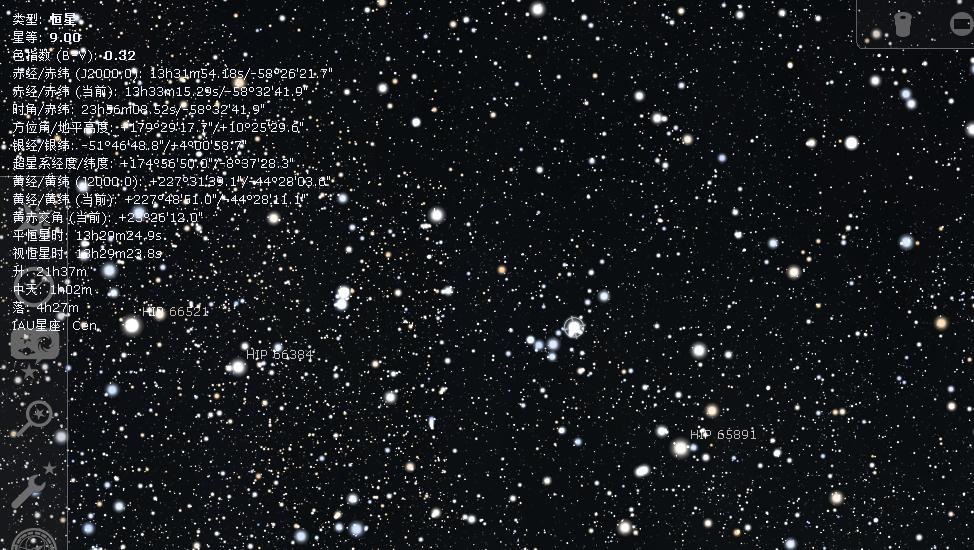 类型: 恒星
星等: 9.00
色指数 (B-V): 0.32
赤经/赤纬 (J2000.0): 13h31m54.18s/-58°26'21.7"
赤经/赤纬 (当前): 13h33m15.29s/-58°32'41.9"
时角/赤纬: 23h56m08.52s/-58°32'41.9"
方位角/地平高度: +179°29'17.7"/+10°25'29.6"
银经/银纬: -51°46'48.8"/+4°00'58.7"
超星系经度/纬度: +174°56'50.0"/-8°37'28.3"
黄经/黄纬 (J2000.0): +227°31'39.1"/-44°28'03.6"
黄经/黄纬 (当前): +227°48'51.0"/-44°28'11.1"
黄赤交角 (当前): +23°26'13.0"
平恒星时: 13h29m24.9s
视恒星时: 13h29m23.8s
升: 21h37m
中天: 1h02m
落: 4h27m
HIP 66521
IAU星座: Cen
HIP 66384
HIP 65891